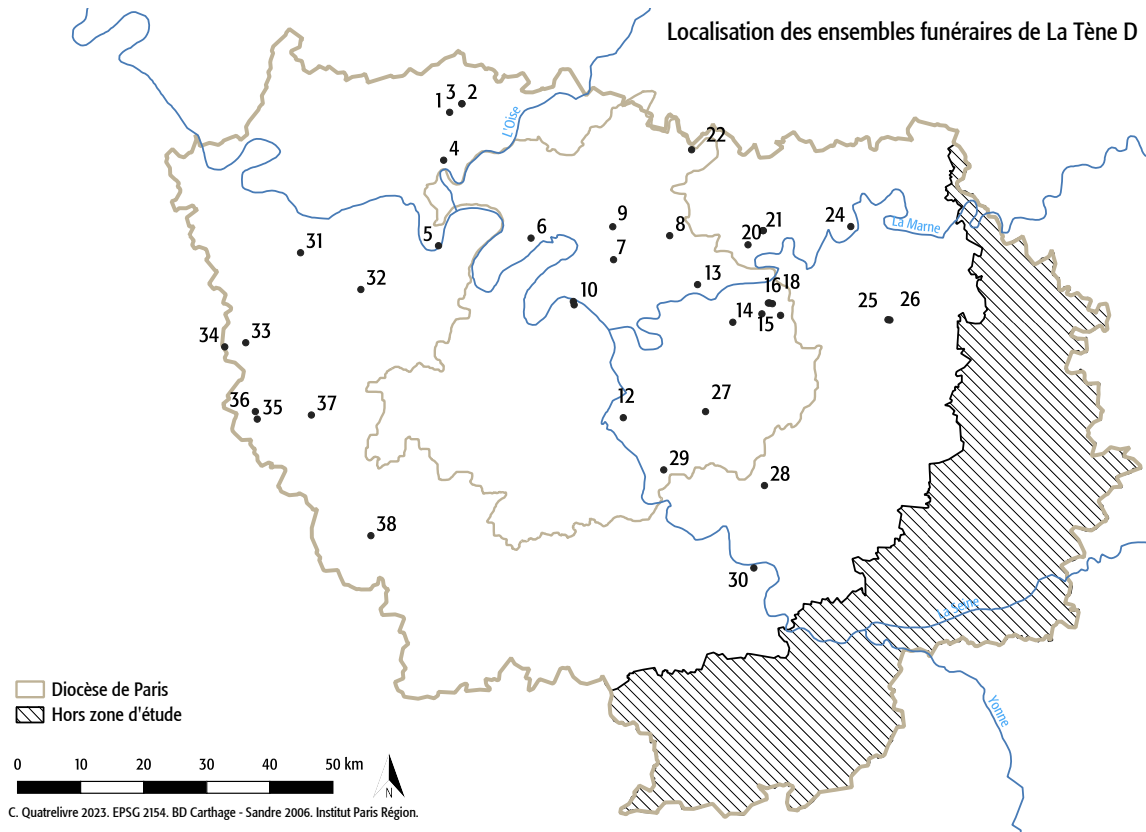 Localisation des ensembles funéraires de La Tène D
3 2
1
L'Oise
4
22
9
8
21
24
La Marne
20
5
6
7
31
32
13
16 18
10
14
15
25 26
34 33
36 35 37
12
27
29
28
38
30
La Seine
Yonne
Diocèse de Paris
Hors zone d'étude
0 10 20 30 40 50 km
N
C. Quatrelivre 2023. EPSG 2154. BD Carthage - Sandre 2006. Institut Paris Région.